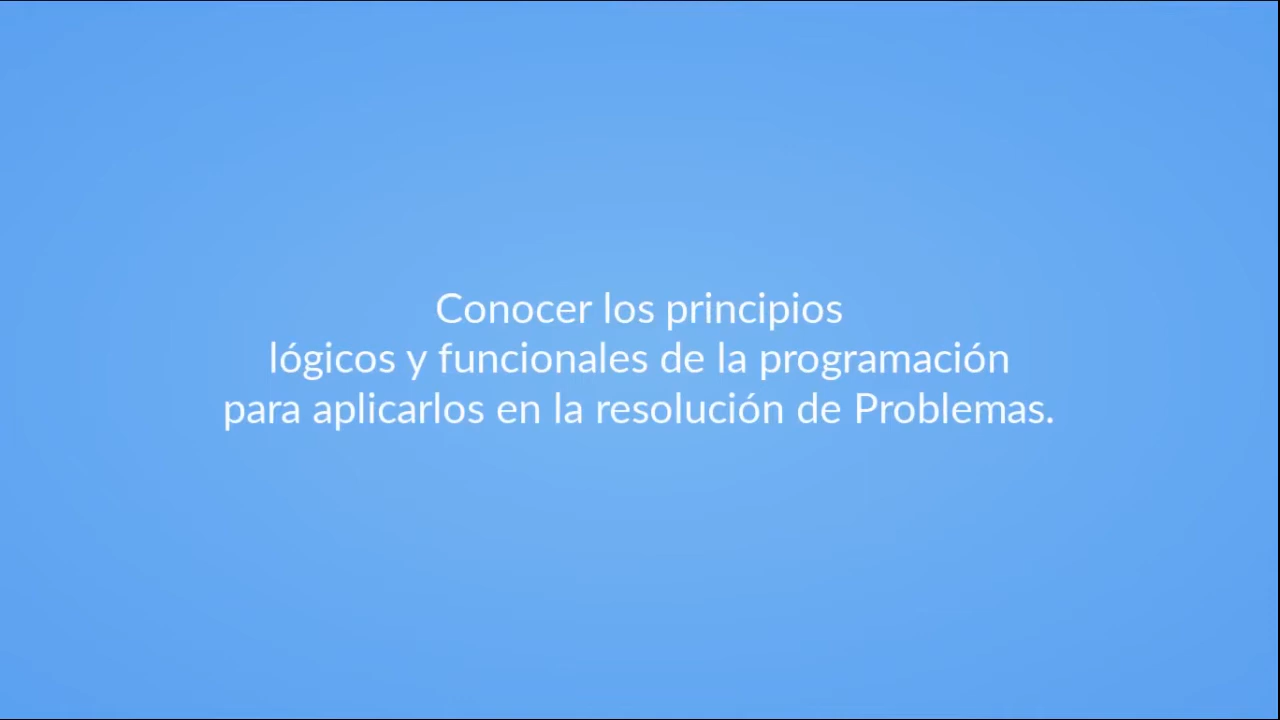 Conocer los principios
lógicos y funcionales de la programación
para aplicarlos en la resolución de Problemas.